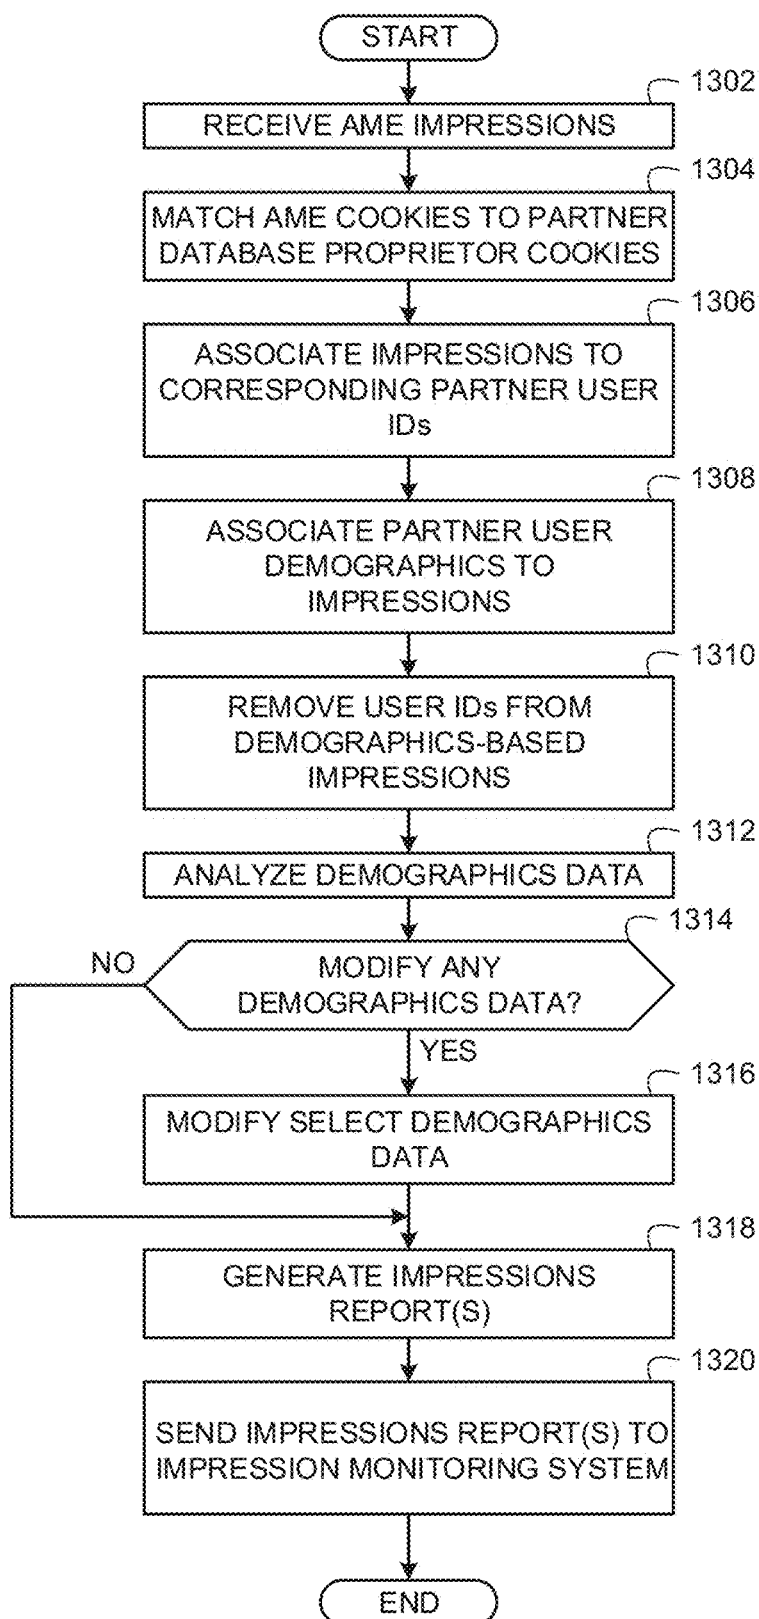 START
1302
RECEIVE AME IMPRESSIONS
1304
MATCH AME COOKIES TO PARTNER
DATABASE PROPRIETOR COOKIES
1306
ASSOCIATE IMPRESSIONS TO
CORRESPONDING PARTNER USER
IDs
1308
ASSOCIATE PARTNER USER
DEMOGRAPHICS TO
IMPRESSIONS
1310
REMOVE USER IDs FROM
DEMOGRAPHICS-BASED
IMPRESSIONS
1312
ANALYZE DEMOGRAPHICS DATA
1314
NO
MODIFY ANY
DEMOGRAPHICS DATA?
YES
1316
MODIFY SELECT DEMOGRAPHICS
DATA
1318
GENERATE IMPRESSIONS
REPORT(S)
1320
SEND IMPRESSIONS REPORT(S) TO
IMPRESSION MONITORING SYSTEM
END